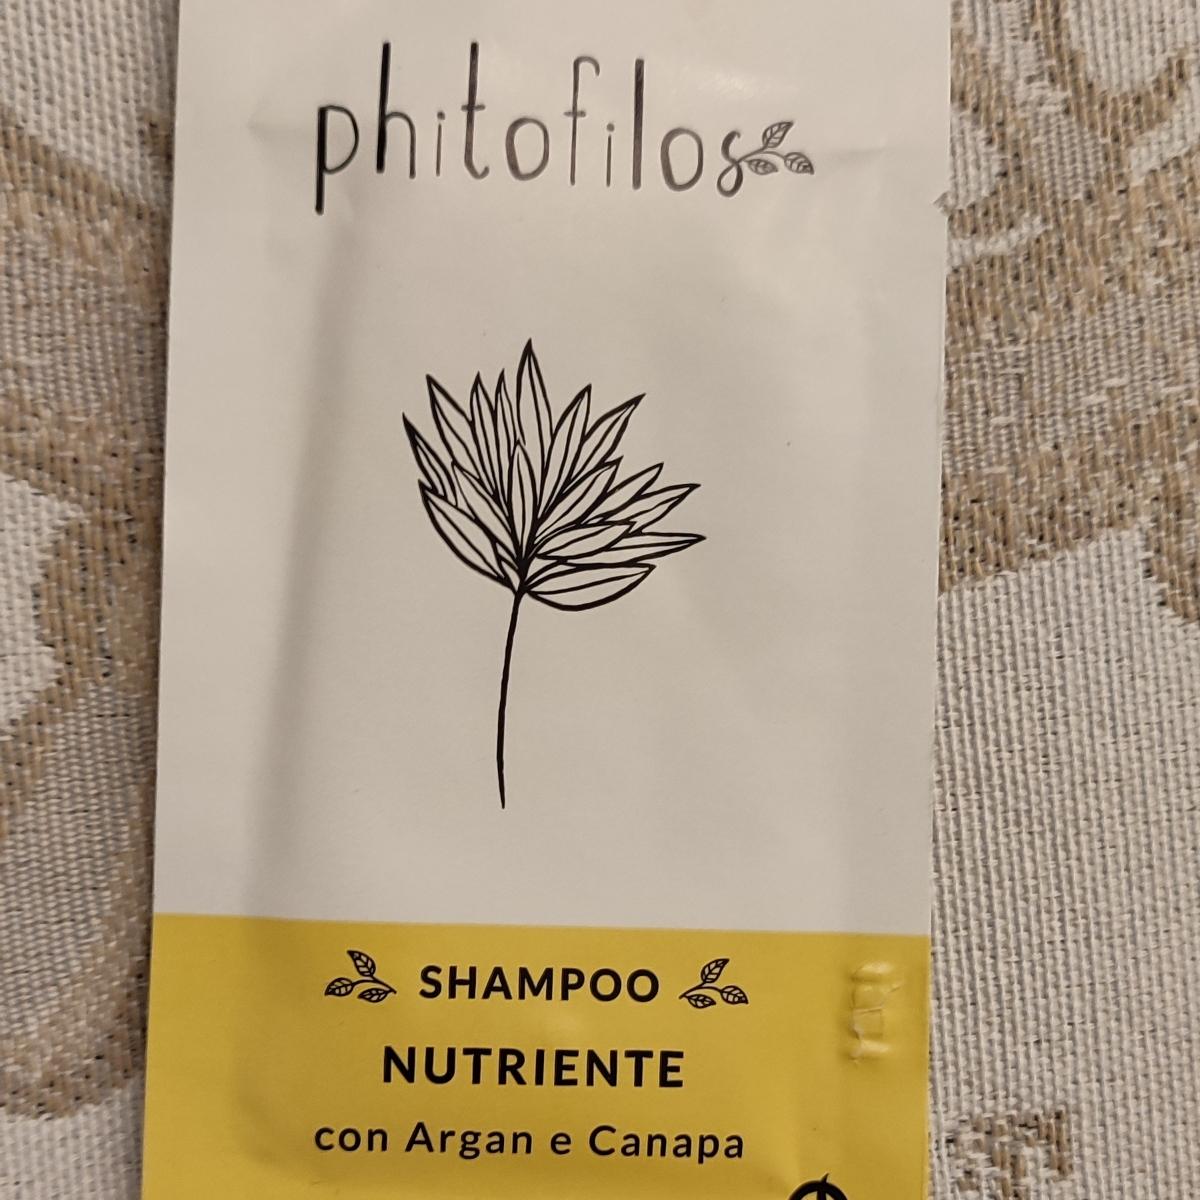 phitofilos
SHAMPOO
NUTRIENTE
con Argan e Canapa